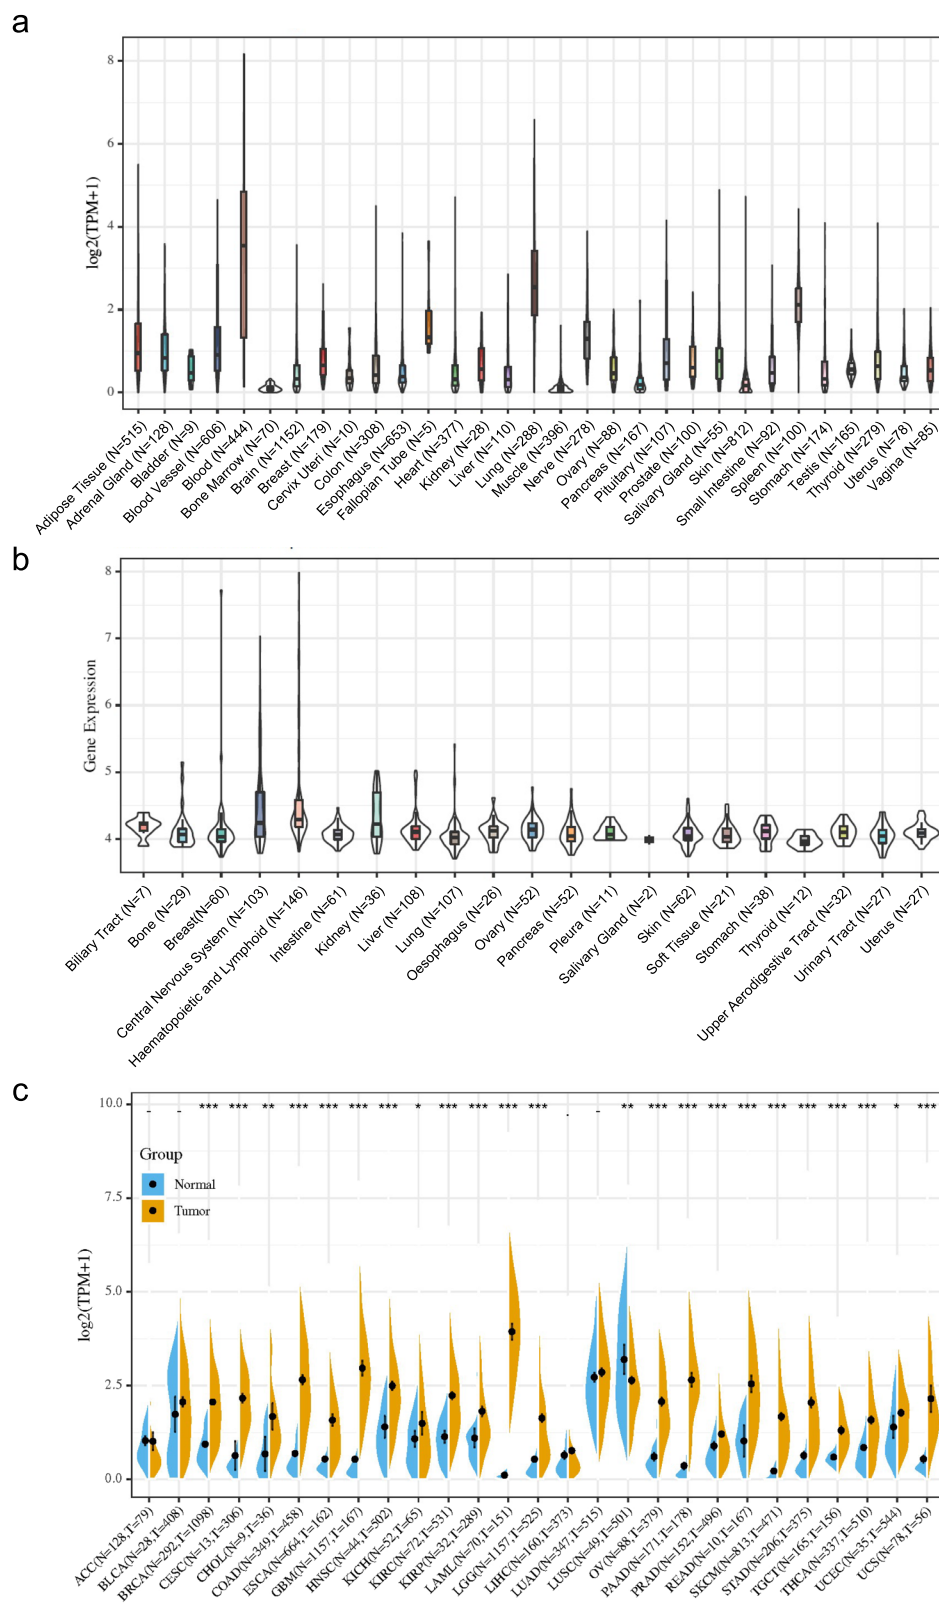 a
log2(TPM+1)
8
6
4
2
0
Adipose Tissue (N=515)
Adrenal Gland (N=128)
Bladder (N=9)
Blood Vessel (N=606)
Blood (N=444)
Bone Marrow (N=70)
Brain (N=1152)
Breast (N=179)
Cervix Uteri (N=10)
Colon (N=308)
Esophagus (N=653)
Fallopian Tube (N=5)
Heart (N=377)
Kidney (N=28)
Liver (N=110)
Lung (N=288)
Muscle (N=396)
Nerve (N=278)
Ovary (N=88)
Pancreas (N=167)
Pituitary (N=107)
Prostate (N=100)
Salivary Gland (N=55)
Skin (N=812)
Small Intestine (N=92)
Spleen (N=100)
Stomach (N=174)
Testis (N=165)
Thyroid (N=279)
Uterus (N=78)
Vagina (N=85)
b
Gene Expression
8
7
6
5
4
Biliary Tract (N=7)
Bone (N=29)
Breast(N=60)
Central Nervous System (N=103)
Haematopoietic and Lymphoid (N=146)
Intestine (N=61)
Kidney (N=36)
Liver (N=108)
Lung (N=107)
Oesophagus (N=26)
Ovary (N=52)
Pancreas (N=52)
Pleura (N=11)
Salivary Gland (N=2)
Skin (N=62)
Soft Tissue (N=21)
Stomach (N=38)
Thyroid (N=12)
Upper Aerodigestive Tract (N=32)
Urinary Tract (N=27)
Uterus (N=27)
c
log2(TPM+1)
10.0
7.5
5.0
2.5
0.0
- - *** *** ** *** *** *** *** * *** *** *** *** . - ** *** *** *** *** *** *** *** *** * ***
Group
Normal
Tumor
ACC(N=128,T=79)
BLCA(N=28,T=408)
BRCA(N=292,T=1098)
CESC(N=13,T=306)
CHOL(N=9,T=36)
COAD(N=349,T=458)
ESCA(N=664,T=162)
GBM(N=1157,T=167)
HNSC(N=44,T=502)
KICH(N=52,T=65)
KIRC(N=72,T=531)
KIRP(N=32,T=289)
LAML(N=70,T=151)
LGG(N=1157,T=525)
LIHC(N=160,T=373)
LUAD(N=347,T=515)
LUSC(N=49,T=501)
OV(N=88,T=379)
PAAD(N=171,T=178)
PRAD(N=152,T=496)
READ(N=10,T=167)
SKCM(N=813,T=471)
STAD(N=206,T=375)
TGCT(N=165,T=156)
THCA(N=337,T=510)
UCEC(N=35,T=544)
UCS(N=78,T=56)